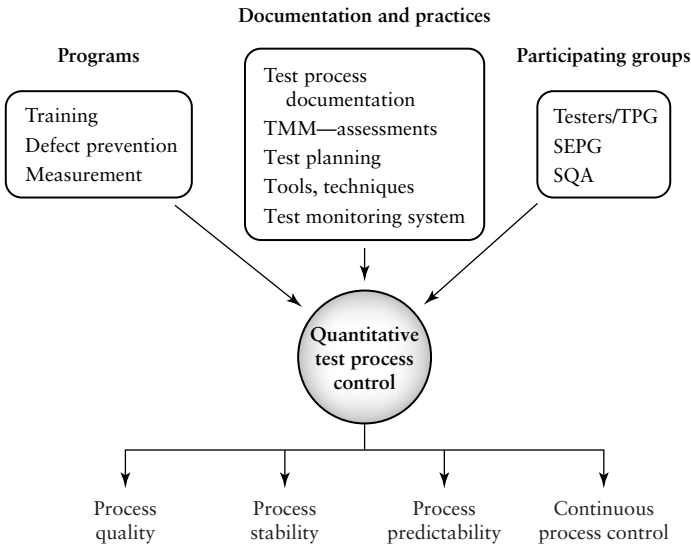 Documentation and practices
Programs
Participating groups
Training
Defect prevention
Measurement
Test process
documentation
TMM—assessments
Test planning
Tools, techniques
Test monitoring system
Testers/TPG
SEPG
SQA
Quantitative
test process
control
Process
quality
Process
stability
Process
predictability
Continuous
process control